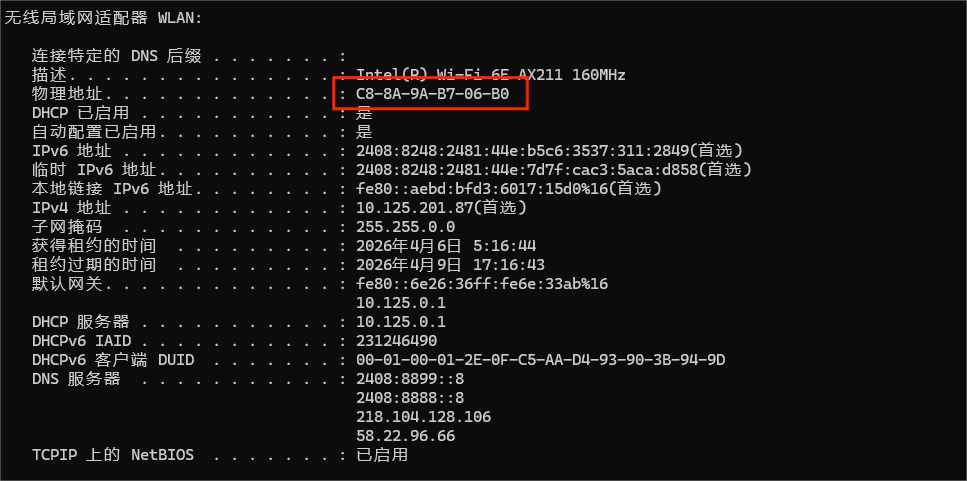 无线局域网适配器 WLAN:
连接特定的 DNS 后缀 . . . . . . . :
描述. . . . . . . . . . . . . . . : Intel(R) Wi-Fi 6E AX211 160MHz
物理地址. . . . . . . . . . . . . : C8-8A-9A-B7-06-B0
DHCP 已启用 . . . . . . . . . . . : 是
自动配置已启用. . . . . . . . . . : 是
IPv6 地址 . . . . . . . . . . . . : 2408:8248:2481:44e:b5c6:3537:311:2849(首选)
临时 IPv6 地址. . . . . . . . . . : 2408:8248:2481:44e:7d7f:cac3:5aca:d858(首选)
本地链接 IPv6 地址. . . . . . . . : fe80::aebd:bfd3:6017:15d0%16(首选)
IPv4 地址 . . . . . . . . . . . . : 10.125.201.87(首选)
子网掩码  . . . . . . . . . . . . : 255.255.0.0
获得租约的时间  . . . . . . . . . : 2026年4月6日 5:16:44
租约过期的时间  . . . . . . . . . : 2026年4月9日 17:16:43
默认网关. . . . . . . . . . . . . : fe80::6e26:36ff:fe6e:33ab%16
10.125.0.1
DHCP 服务器 . . . . . . . . . . . : 10.125.0.1
DHCPv6 IAID . . . . . . . . . . . : 231246490
DHCPv6 客户端 DUID  . . . . . . . : 00-01-00-01-2E-0F-C5-AA-D4-93-90-3B-94-9D
DNS 服务器  . . . . . . . . . . . : 2408:8899::8
2408:8888::8
218.104.128.106
58.22.96.66
TCPIP 上的 NetBIOS  . . . . . . . : 已启用